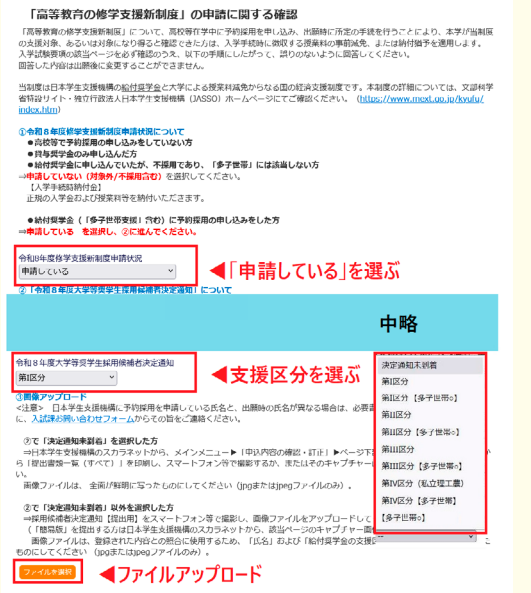 「高等教育の修学支援新制度」の申請に関する確認
「高等教育の修学支援新制度」について、高校等在学中に予約採用を申し込み、出願時に所定の手続を行うことにより、本学が当制度
の支援対象、あるいは対象になり得ると確認できた方は、入学手続時に徴収する授業料の事前減免、または納付猶予を適用します。
入学試験要項の該当ページを必ず確認のうえ、以下の手順にしたがって、誤りのないように回答してください。
回答した内容は出願後に変更することができません。
当制度は日本学生支援機構の給付奨学金と大学による授業料減免からなる国の経済支援制度です。本制度の詳細については、文部科学
省特設サイト・独立行政法人日本学生支援機構（JASSO）ホームページにてご確認ください。（https://www.mext.go.jp/kyufu/
index.htm）
①令和８年度修学支援新制度申請状況について
●高校等で予約採用の申し込みをしていない方
●貸与奨学金のみ申し込んだ方
●給付奨学金に申し込んでいたが、不採用であり、「多子世帯」には該当しない方
⇒申請していない（対象外/不採用含む）を選択してください。
【入学手続時納付金】
正規の入学金および授業料等を納付いただきます。
●給付奨学金（「多子世帯支援」含む）に予約採用の申し込みをした方
⇒申請している　を選択し、②に進んでください。
令和8年度修学支援新制度申請状況
申請している
◀「申請している」を選ぶ
②「令和８年度大学等奨学生採用候補者決定通知」について
中略
令和８年度大学等奨学生採用候補者決定通知
第Ⅰ区分
◀支援区分を選ぶ
決定通知未到着
第Ⅰ区分
第Ⅰ区分【多子世帯○】
第Ⅱ区分
第Ⅱ区分【多子世帯○】
第Ⅲ区分
第Ⅲ区分【多子世帯○】
第Ⅳ区分（私立理工農）
第Ⅳ区分【多子世帯】
【多子世帯○】
③画像アップロード
<注意>　日本学生支援機構に予約採用を申請している氏名と、出願時の氏名が異なる場合は、必要書
に、入試課お問い合わせフォームからその旨をご連絡ください。
②で「決定通知未到着」を選択した方
⇒日本学生支援機構のスカラネットから、メインメニュー▶「申込内容の確認・訂正」▶ページ下
ら「提出書類一覧（すべて）」を印刷し、スマートフォン等で撮影するか、またはそのキャプチャー
い。
画像ファイルは、全面が鮮明に写ったものにしてください（jpgまたはjpegファイルのみ）。
②で「決定通知未到着」以外を選択した方
⇒採用候補者決定通知【提出用】をスマートフォン等で撮影し、画像ファイルをアップロードして
（「簡易版」を提出する方は日本学生支援機構のスカラネットから、該当ページのキャプチャー画
画像ファイルは、登録された内容との照合に使用するため、「氏名」および「給付奨学金の支援区
ものにしてください（jpgまたはjpegファイルのみ）。
ファイルを選択
◀ファイルアップロード